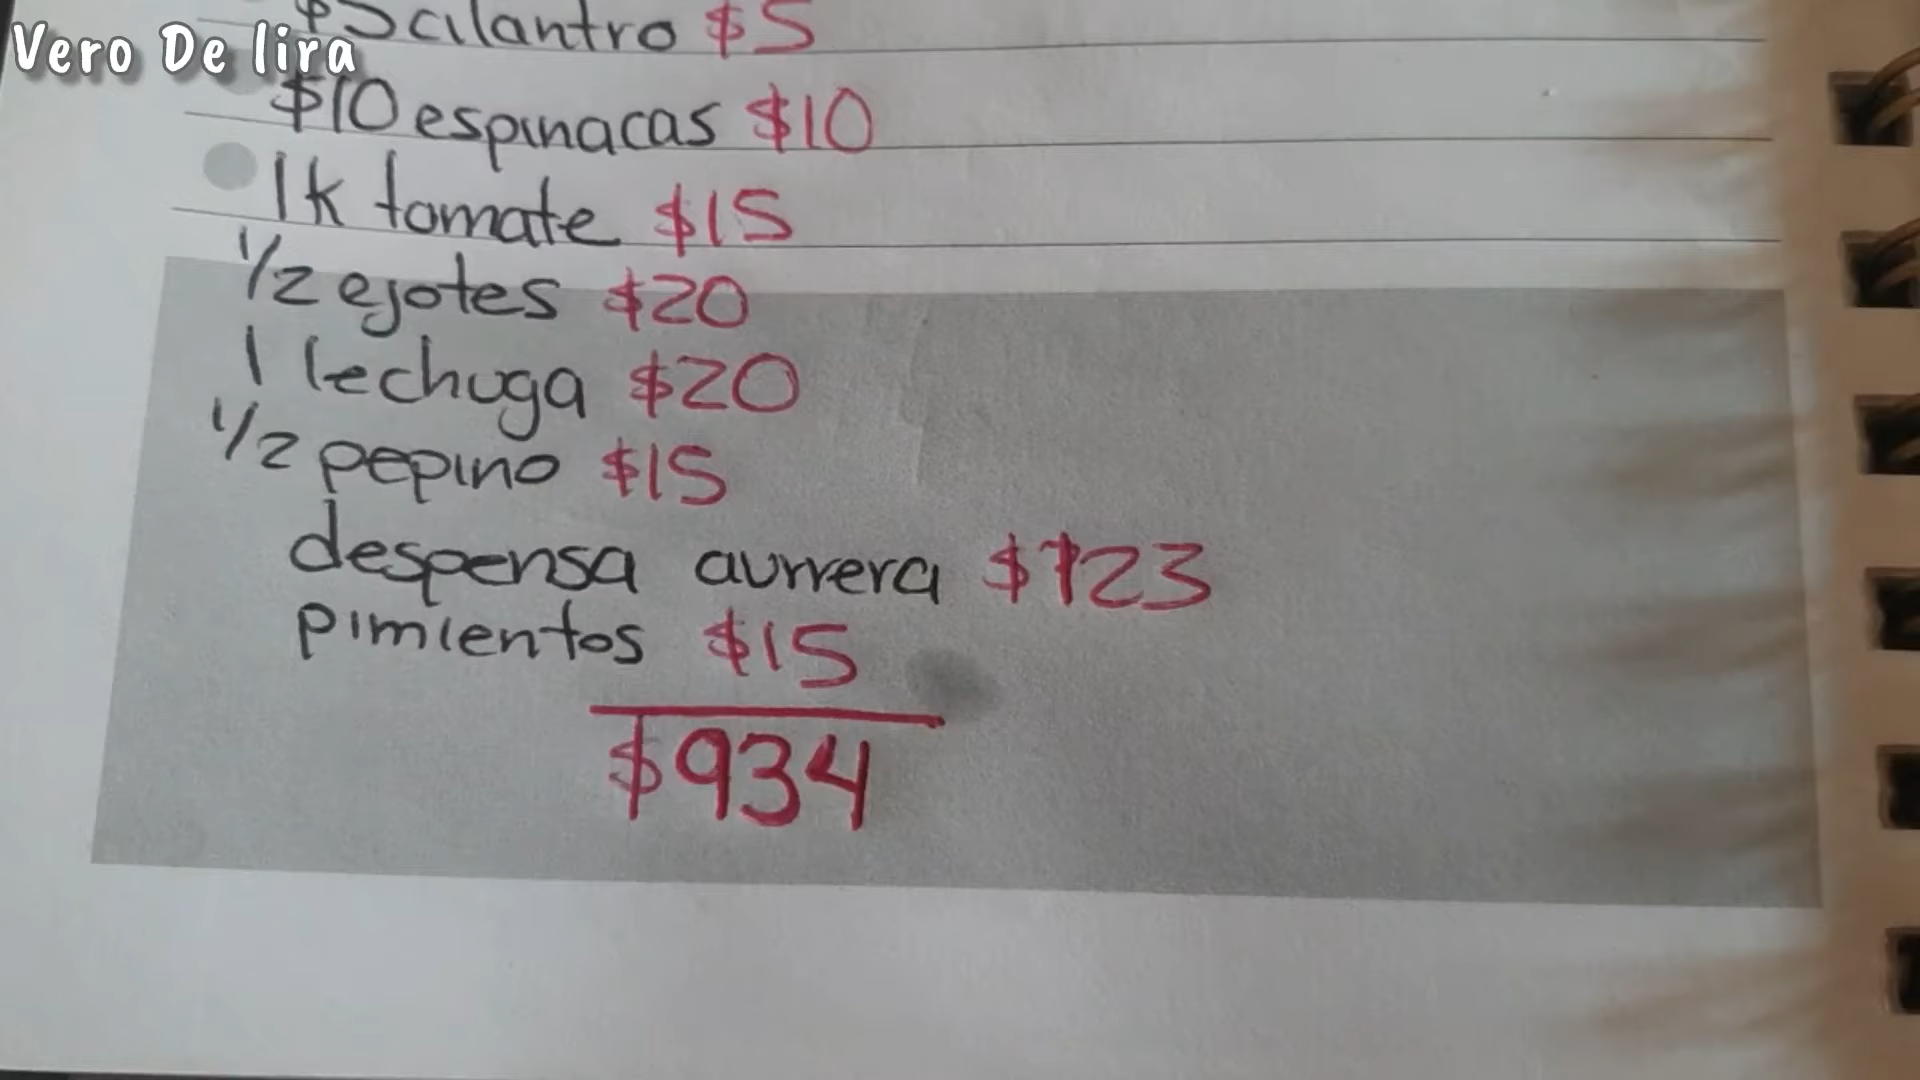 Vero De lira
$5 cilantro $5
$10 espinacas $10
1k tomate $15
1/2 ejotes $20
1 lechuga $20
1/2 pepino $15
despensa aurrera $723
pimientos $15
$934